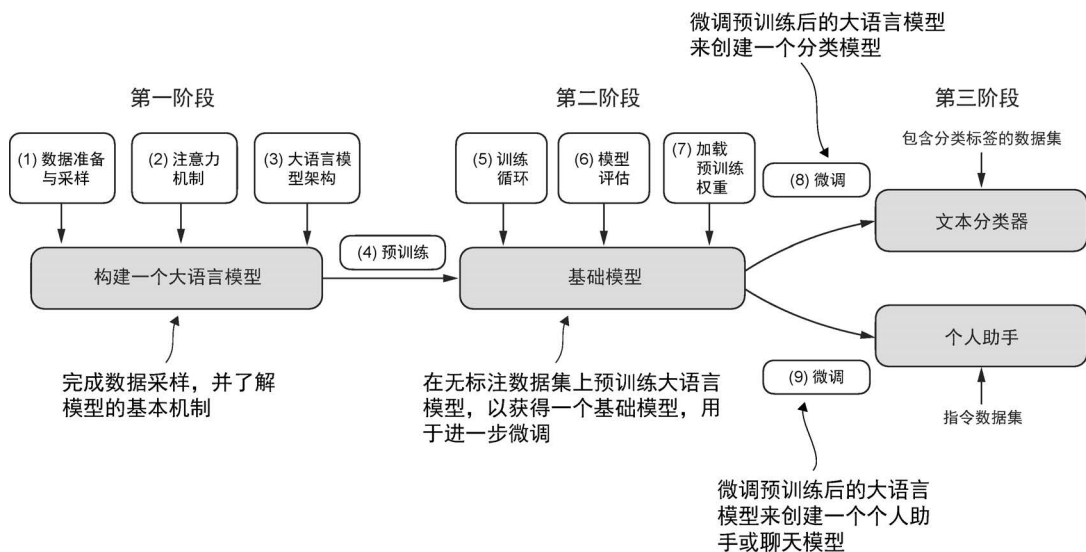 微调预训练后的大语言模型
来创建一个分类模型
第一阶段
第二阶段
第三阶段
(1) 数据准备
与采样
(2) 注意力
机制
(3) 大语言模
型架构
(5) 训练
循环
(6) 模型
评估
(7) 加载
预训练
权重
(8) 微调
包含分类标签的数据集
构建一个大语言模型
(4) 预训练
基础模型
文本分类器
个人助手
完成数据采样，并了解
模型的基本机制
在无标注数据集上预训练大语言
模型，以获得一个基础模型，用
于进一步微调
(9) 微调
指令数据集
微调预训练后的大语言
模型来创建一个个人助
手或聊天模型